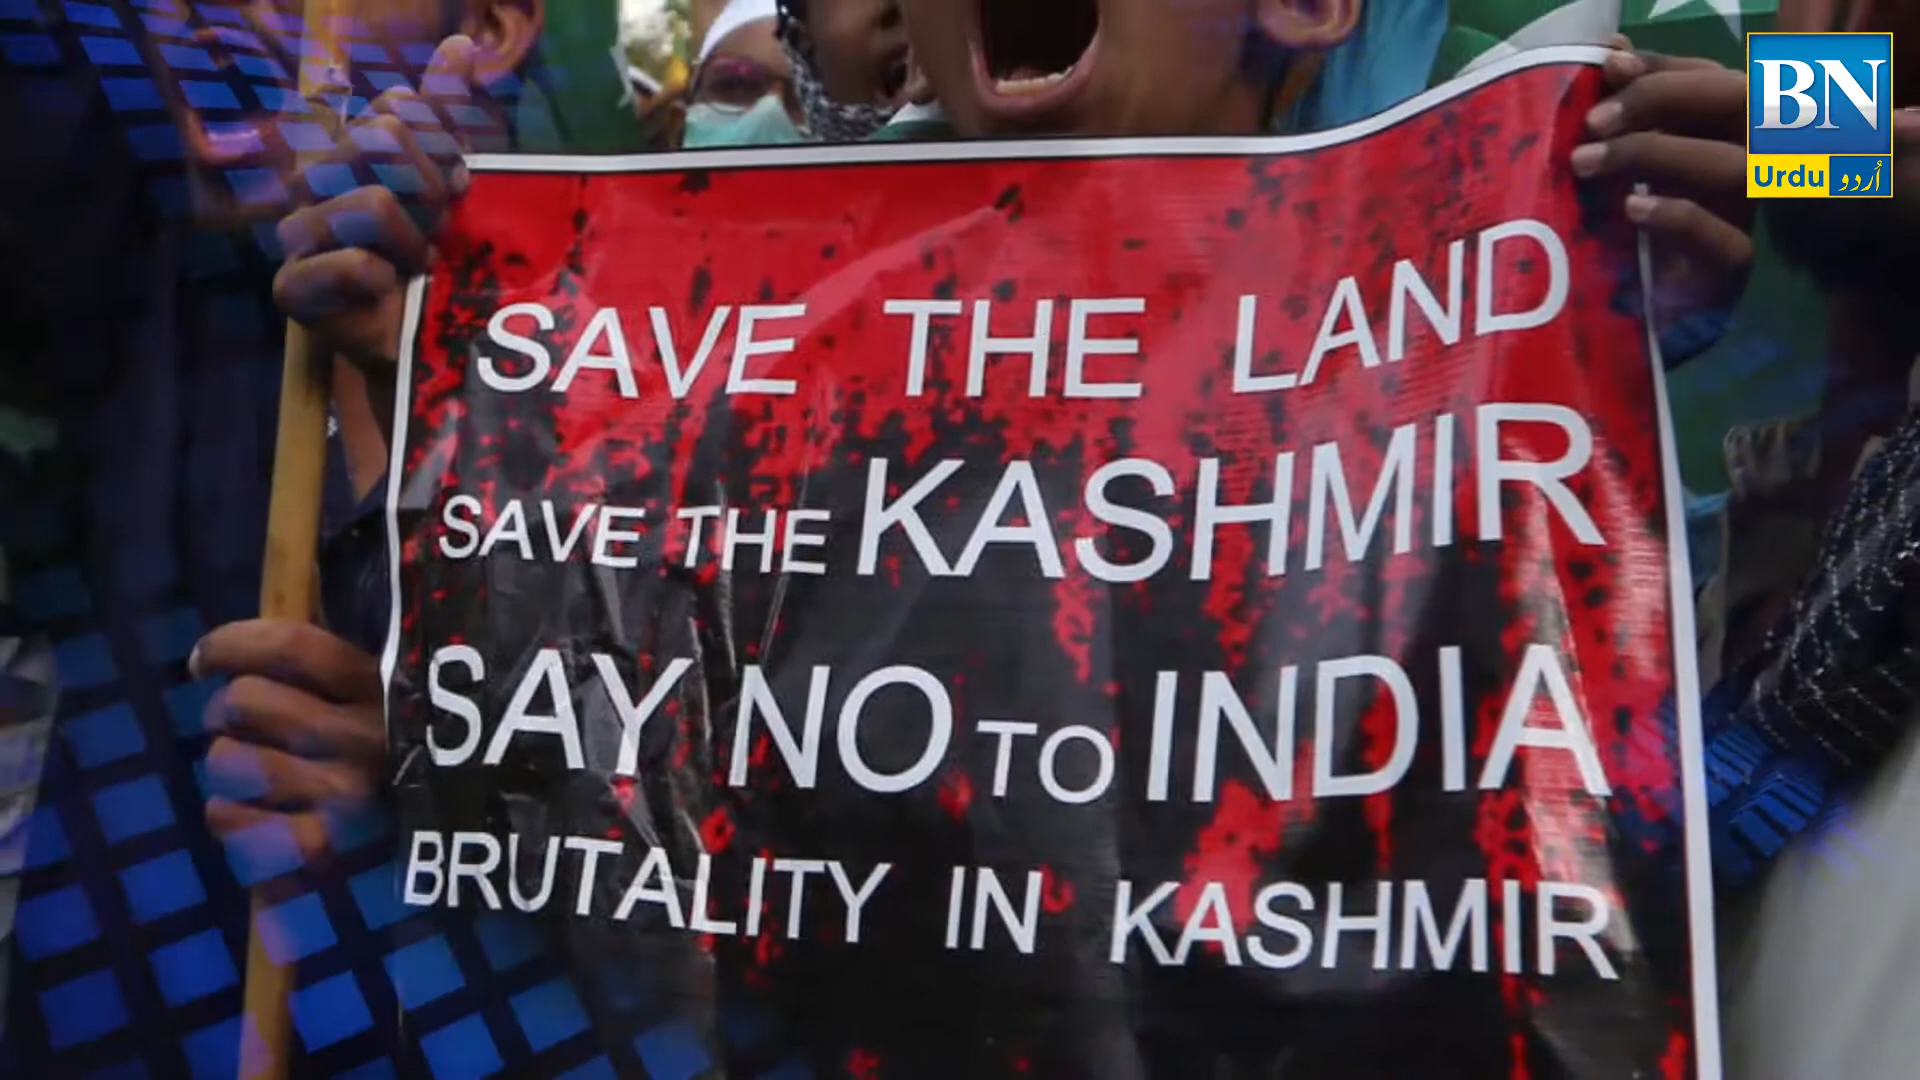 BN
Urdu اُردو
SAVE THE LAND
SAVE THE KASHMIR
SAY NO TO INDIA
BRUTALITY IN KASHMIR